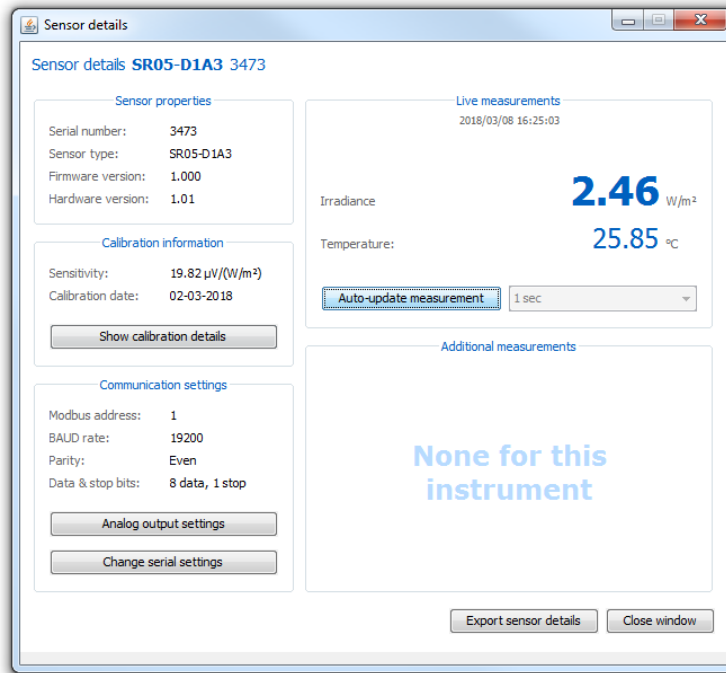 Sensor details
Sensor details SR05-D1A3 3473
Sensor properties
Serial number: 3473
Sensor type: SR05-D1A3
Firmware version: 1.000
Hardware version: 1.01
Calibration information
Sensitivity: 19.82 µV/(W/m²)
Calibration date: 02-03-2018
Show calibration details
Communication settings
Modbus address: 1
BAUD rate: 19200
Parity: Even
Data & stop bits: 8 data, 1 stop
Analog output settings
Change serial settings
Live measurements
2018/03/08 16:25:03
Irradiance 2.46 W/m²
Temperature: 25.85 °C
Auto-update measurement 1 sec
Additional measurements
None for this
instrument
Export sensor details Close window